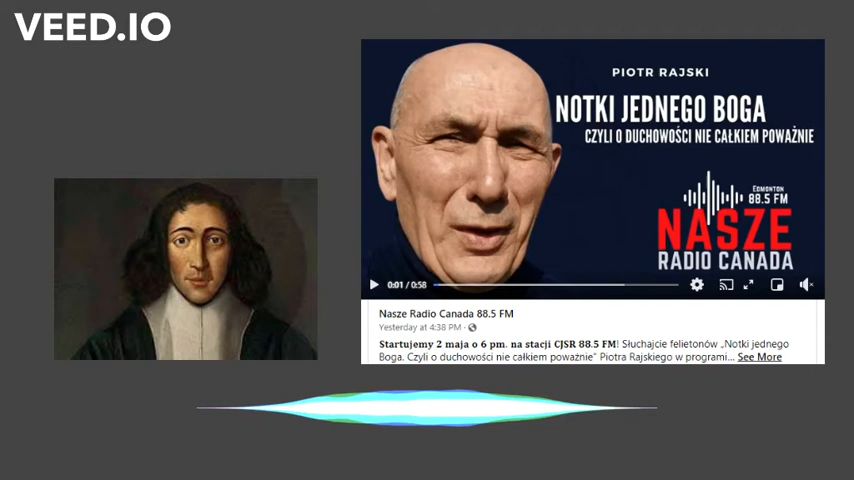 VEED.IO
PIOTR RAJSKI
NOTKI JEDNEGO BOGA
CZYLI O DUCHOWOŚCI NIE CAŁKIEM POWAŻNIE
EDMONTON
88.5 FM
NASZE
RADIO CANADA
0:01 / 0:58
Nasze Radio Canada 88.5 FM
Yesterday at 4:38 PM ·
Startujemy 2 maja o 6 pm. na stacji CJSR 88.5 FM! Słuchajcie felietonów „Notki jednego
Boga. Czyli o duchowości nie całkiem poważnie" Piotra Rajskiego w programi... See More